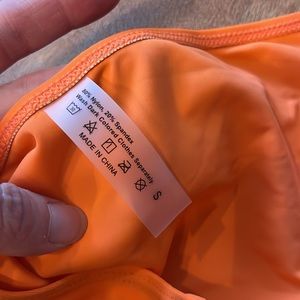 80% Nylon, 20% Spandex
Wash Dark Colored Clothes Separately
MADE IN CHINA
S